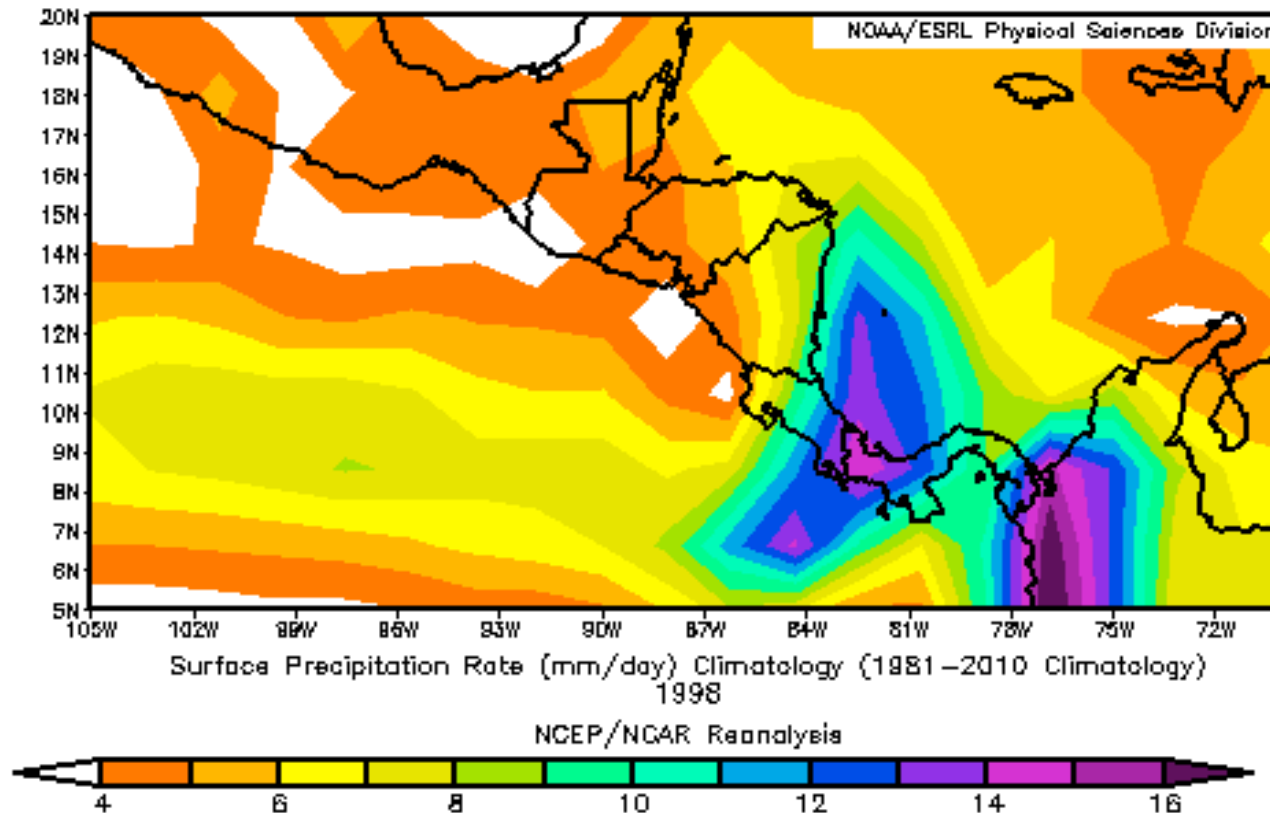 20N NOAA/ESRL Physical Sciences Division
19N
18N
17N
16N
15N
14N
13N
12N
11N
10N
9N
8N
7N
6N
5N
105W 102W 99W 96W 93W 90W 87W 84W 81W 78W 75W 72W
Surface Precipitation Rate (mm/day) Climatology (1981-2010 Climatology)
1998
NCEP/NCAR Reanalysis
4 6 8 10 12 14 16